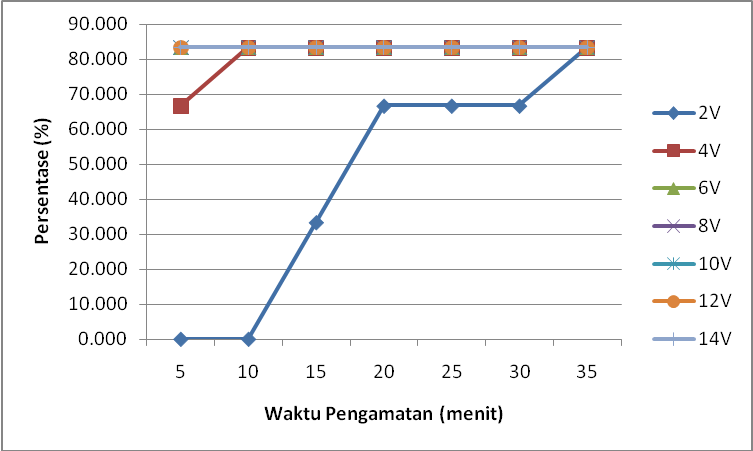 90.000
80.000
70.000
60.000
50.000
40.000
30.000
20.000
10.000
0.000
Persentase (%)
5 10 15 20 25 30 35
Waktu Pengamatan (menit)
2V
4V
6V
8V
10V
12V
14V